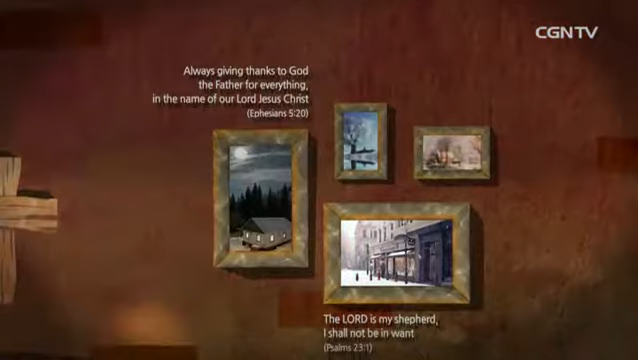 CGNTV
Always giving thanks to God
the Father for everything,
in the name of our Lord Jesus Christ
(Ephesians 5:20)
The LORD is my shepherd,
I shall not be in want
(Psalms 23:1)